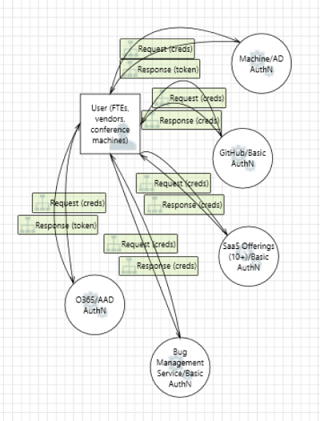 Request (creds)
Response (token)
Machine/AD
AuthN
User (FTEs,
vendors,
conference
machines)
Request (creds)
Response (creds)
GitHub/Basic
AuthN
Request (creds)
Response (creds)
Request (creds)
Response (token)
Request (creds)
Response (creds)
SaaS Offerings
(10+)/Basic
AuthN
O365/AAD
AuthN
Bug
Management
Service/Basic
AuthN